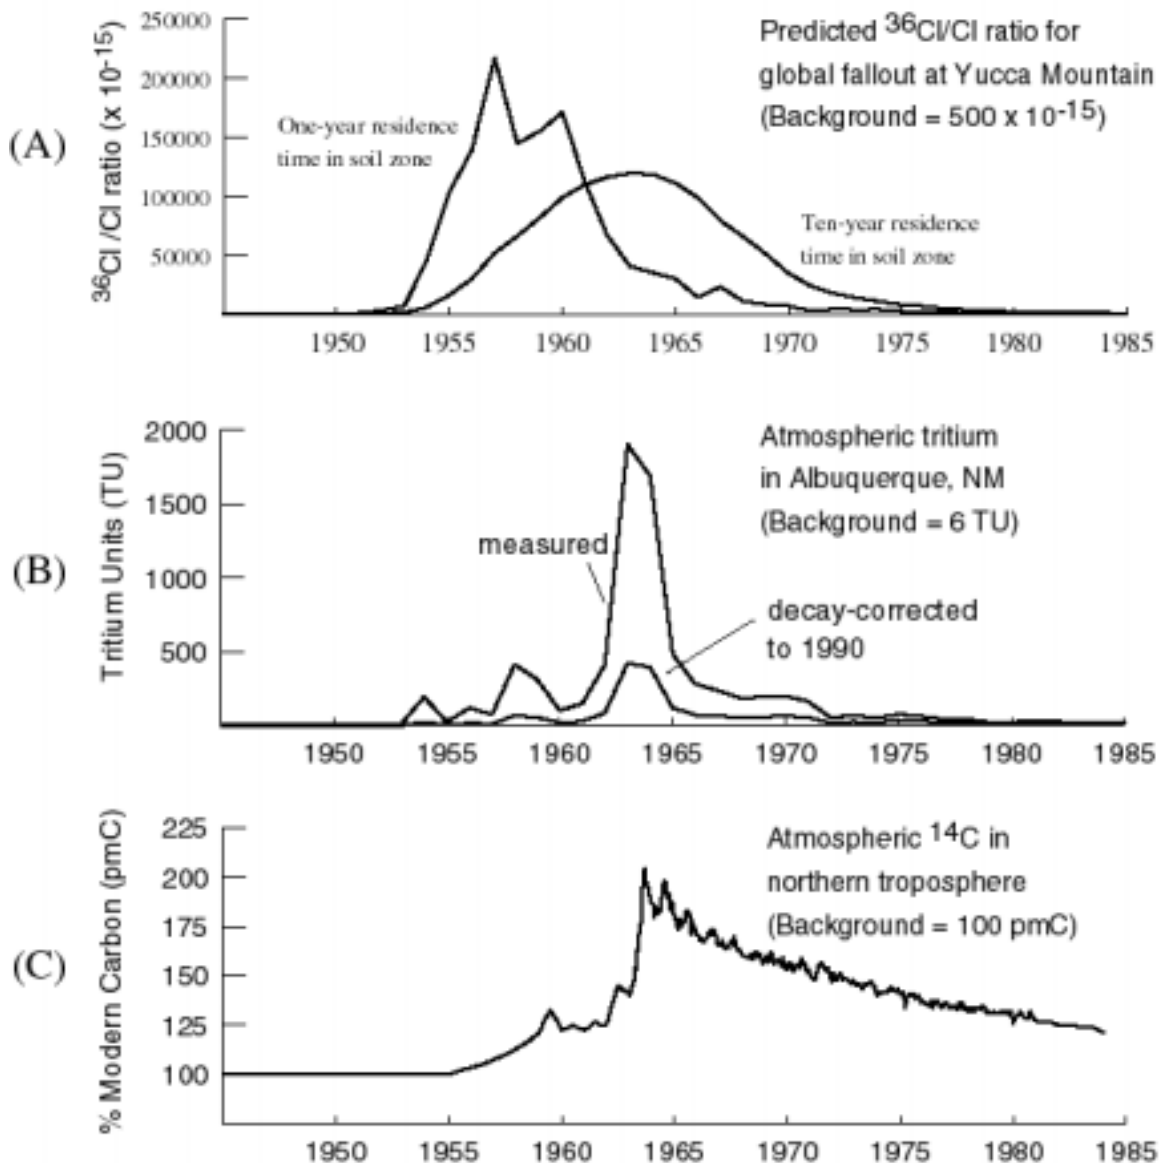 (A)
36Cl /Cl ratio (x 10-15)
250000
200000
150000
100000
50000
Predicted 36Cl/Cl ratio for
global fallout at Yucca Mountain
(Background = 500 x 10-15)
One-year residence
time in soil zone
Ten-year residence
time in soil zone
1950 1955 1960 1965 1970 1975 1980 1985
(B)
Tritium Units (TU)
2000
1500
1000
500
Atmospheric tritium
in Albuquerque, NM
(Background = 6 TU)
measured
decay-corrected
to 1990
1950 1955 1960 1965 1970 1975 1980 1985
(C)
% Modern Carbon (pmC)
225
200
175
150
125
100
Atmospheric 14C in
northern troposphere
(Background = 100 pmC)
1950 1955 1960 1965 1970 1975 1980 1985